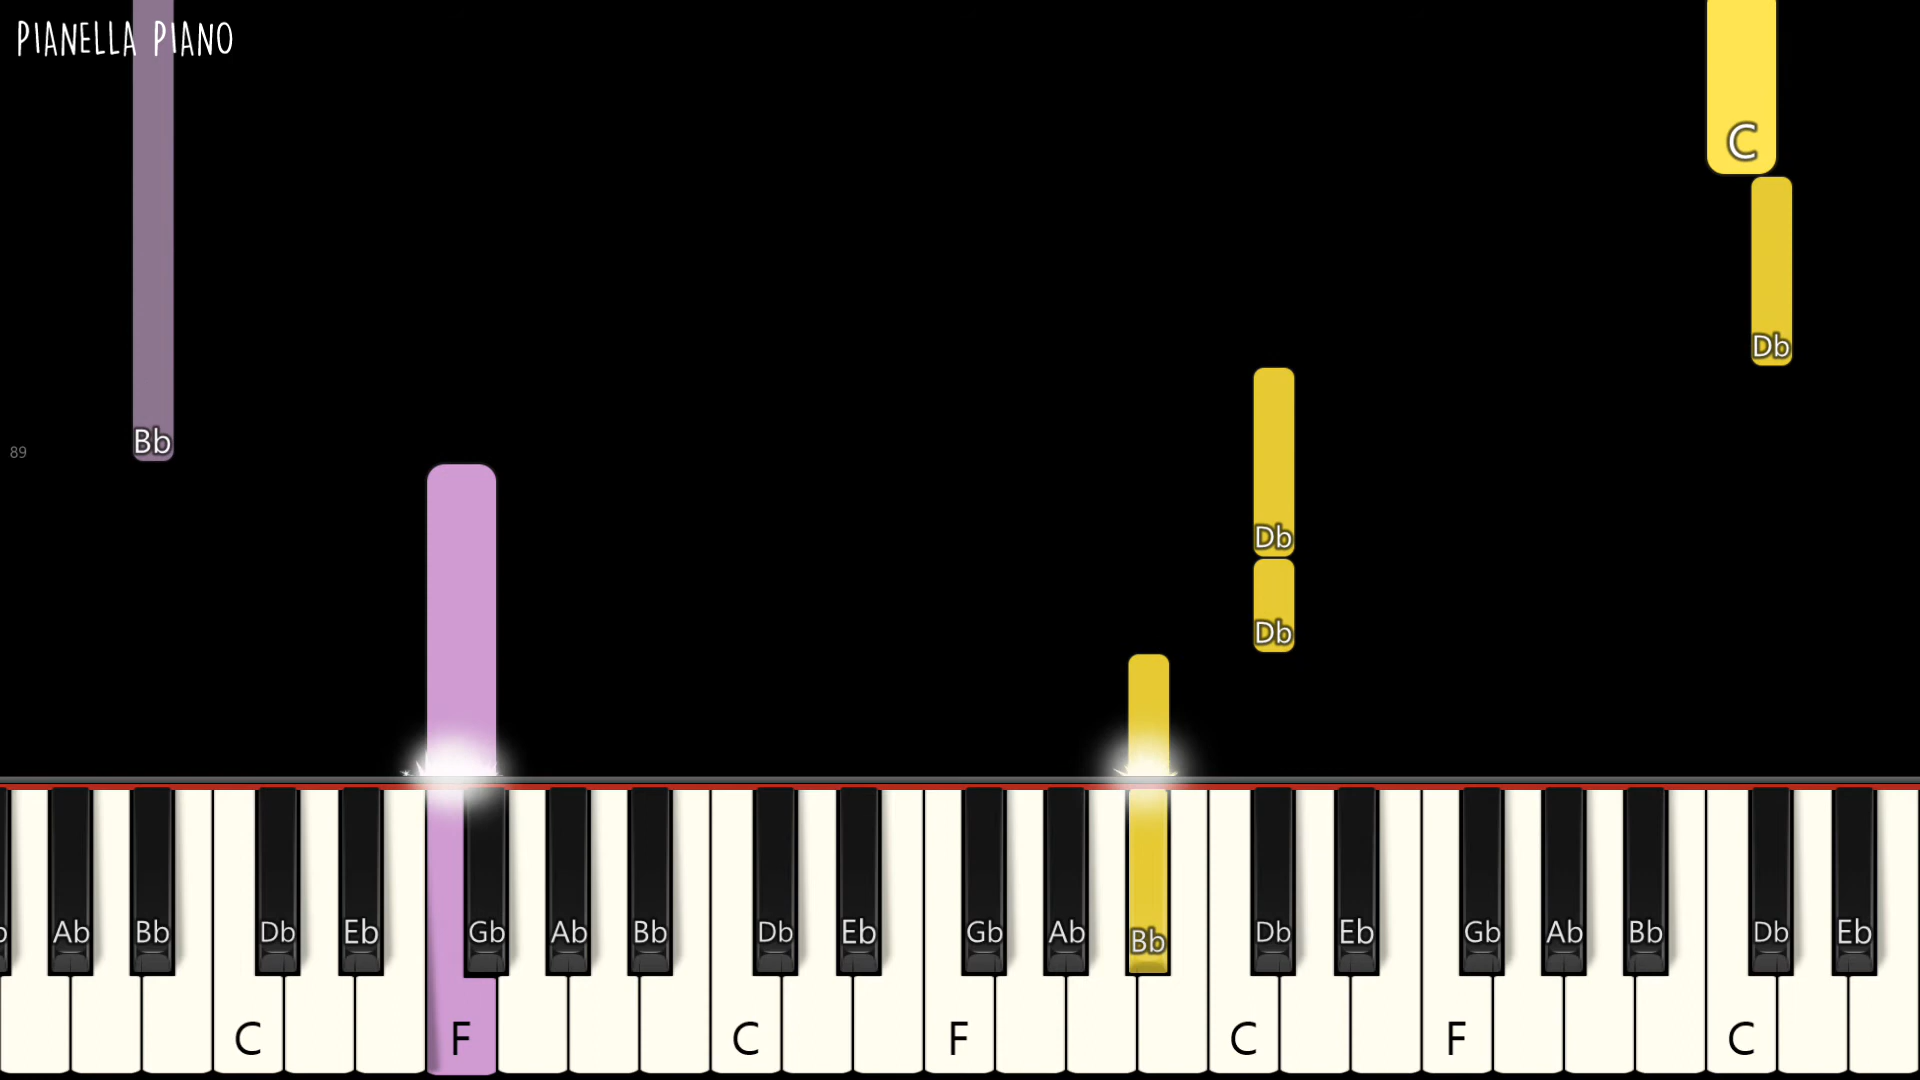 PIANELLA PIANO
C
Db
Bb
89
Db
Db
Ab Bb Db Eb Gb Ab Bb Db Eb Gb Ab Bb Db Eb Gb Ab Bb Db Eb
C F C F C F C